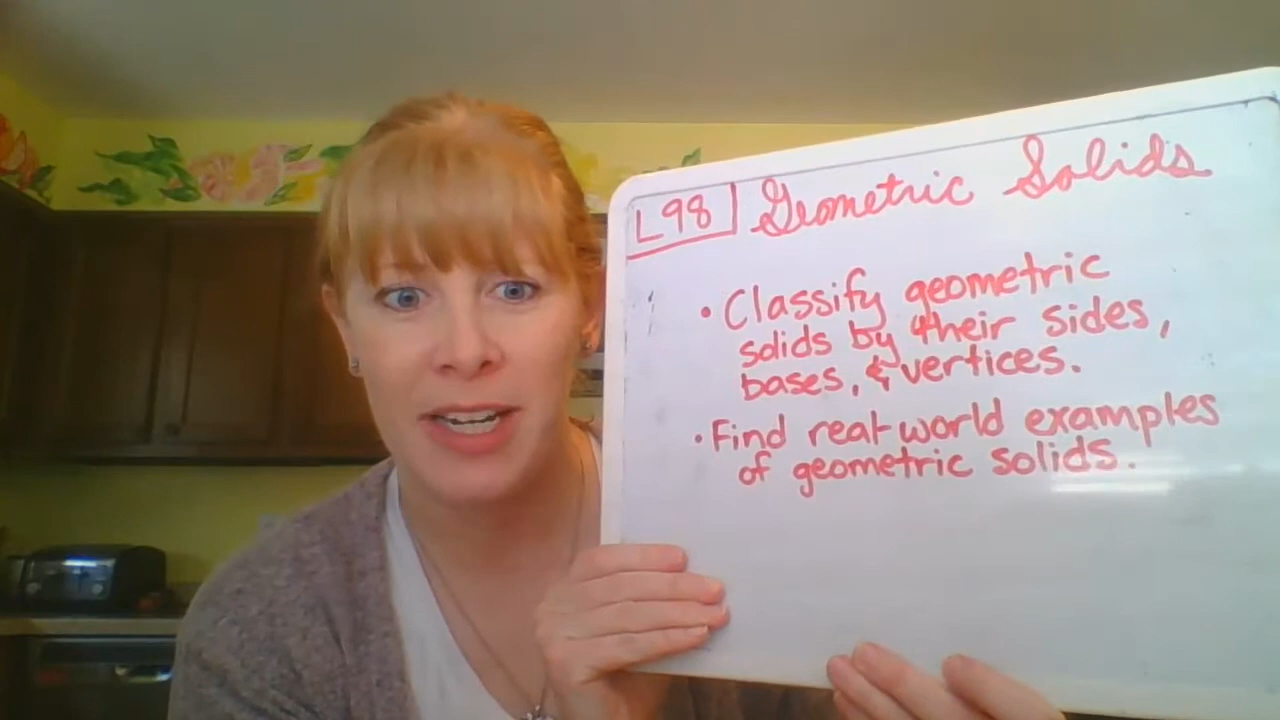 L98 Geometric Solids
• Classify geometric
solids by their sides,
bases, & vertices.
• Find real-world examples
of geometric solids.